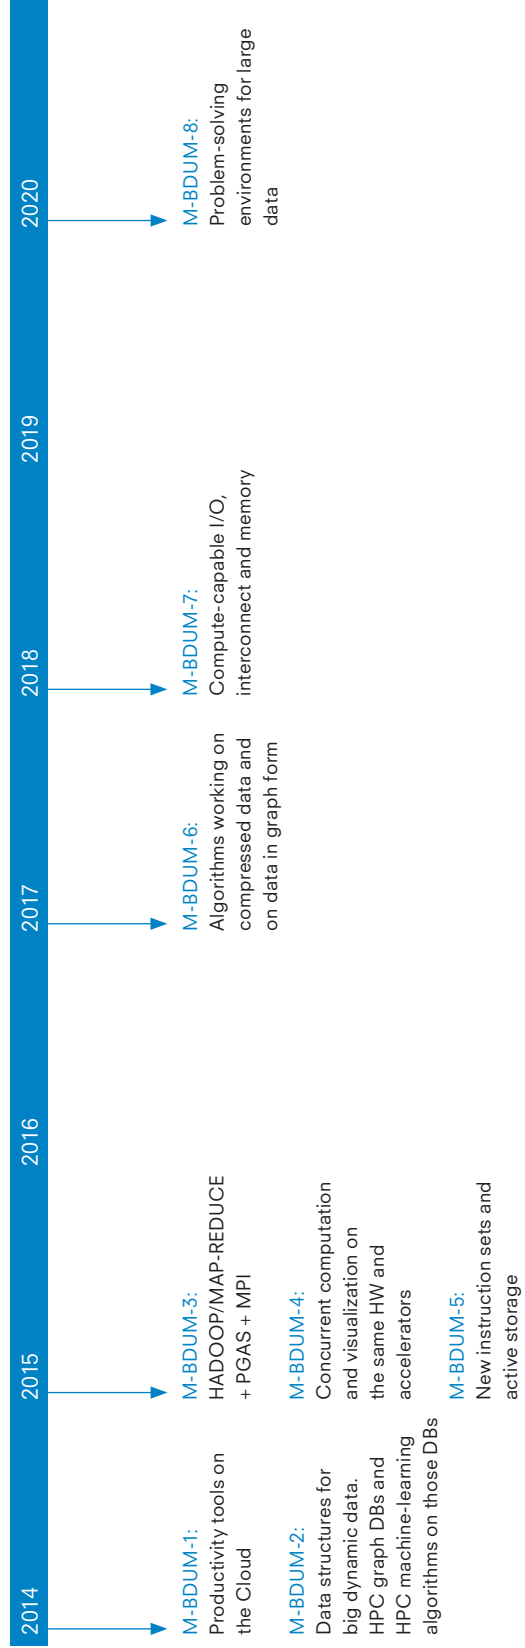 2014
2015
2016
2017
2018
2019
2020
M-BDUM-1:
Productivity tools on
the Cloud
M-BDUM-2:
Data structures for
big dynamic data.
HPC graph DBs and
HPC machine-learning
algorithms on those DBs
M-BDUM-3:
HADOOP/MAP-REDUCE
+ PGAS + MPI
M-BDUM-4:
Concurrent computation
and visualization on
the same HW and
accelerators
M-BDUM-5:
New instruction sets and
active storage
M-BDUM-6:
Algorithms working on
compressed data and
on data in graph form
M-BDUM-7:
Compute-capable I/O,
interconnect and memory
M-BDUM-8:
Problem-solving
environments for large
data